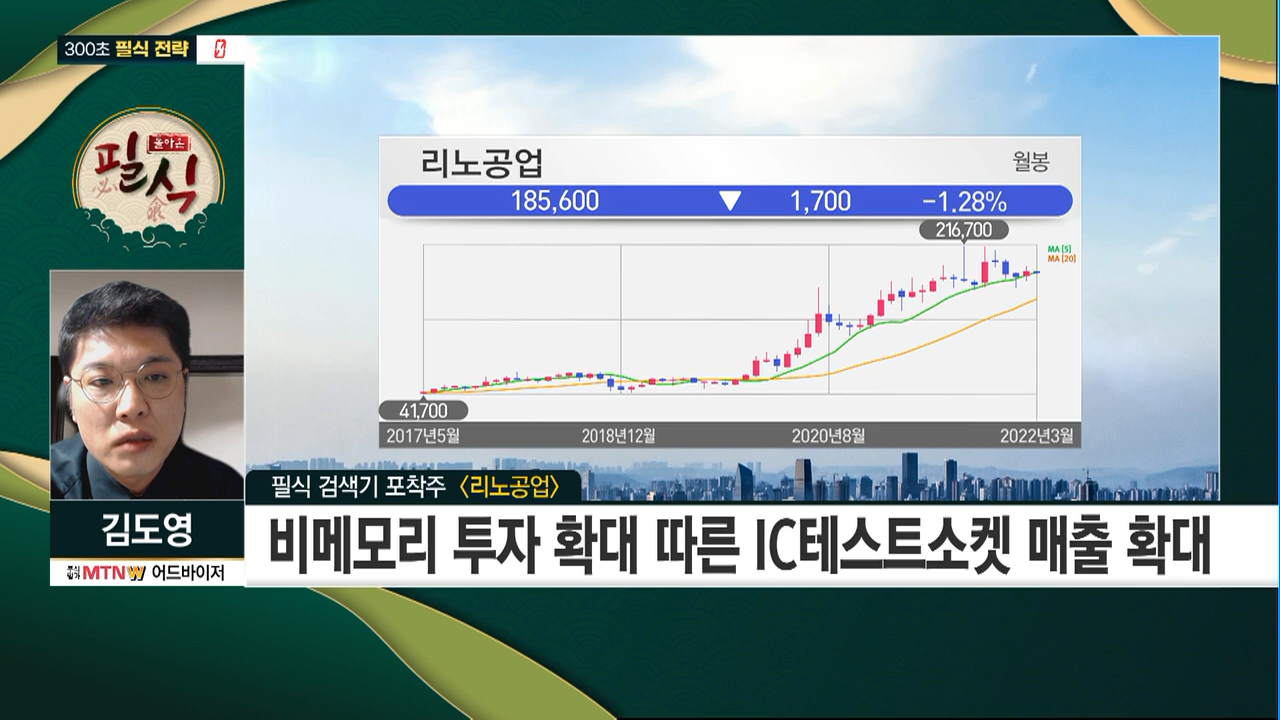 300초 필식 전략
돌아온
필식
리노공업
월봉
185,600 ▼ 1,700 -1.28%
216,700
MA [5]
MA [20]
41,700
2017년5월 2018년12월 2020년8월 2022년3월
필식 검색기 포착주 <리노공업>
비메모리 투자 확대 따른 IC테스트소켓 매출 확대
김도영
MTNW 어드바이저